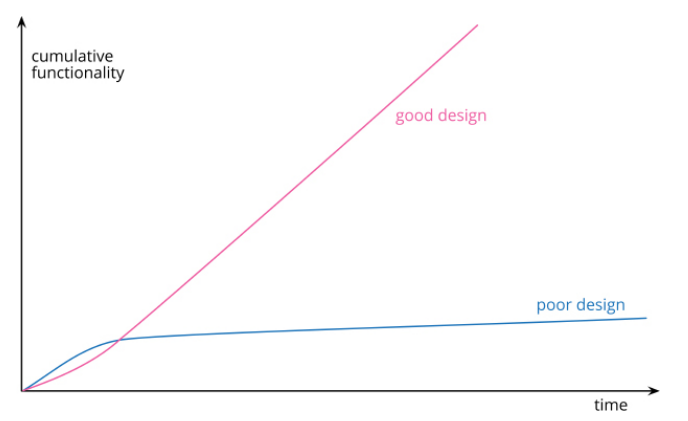 cumulative
functionality
good design
poor design
time